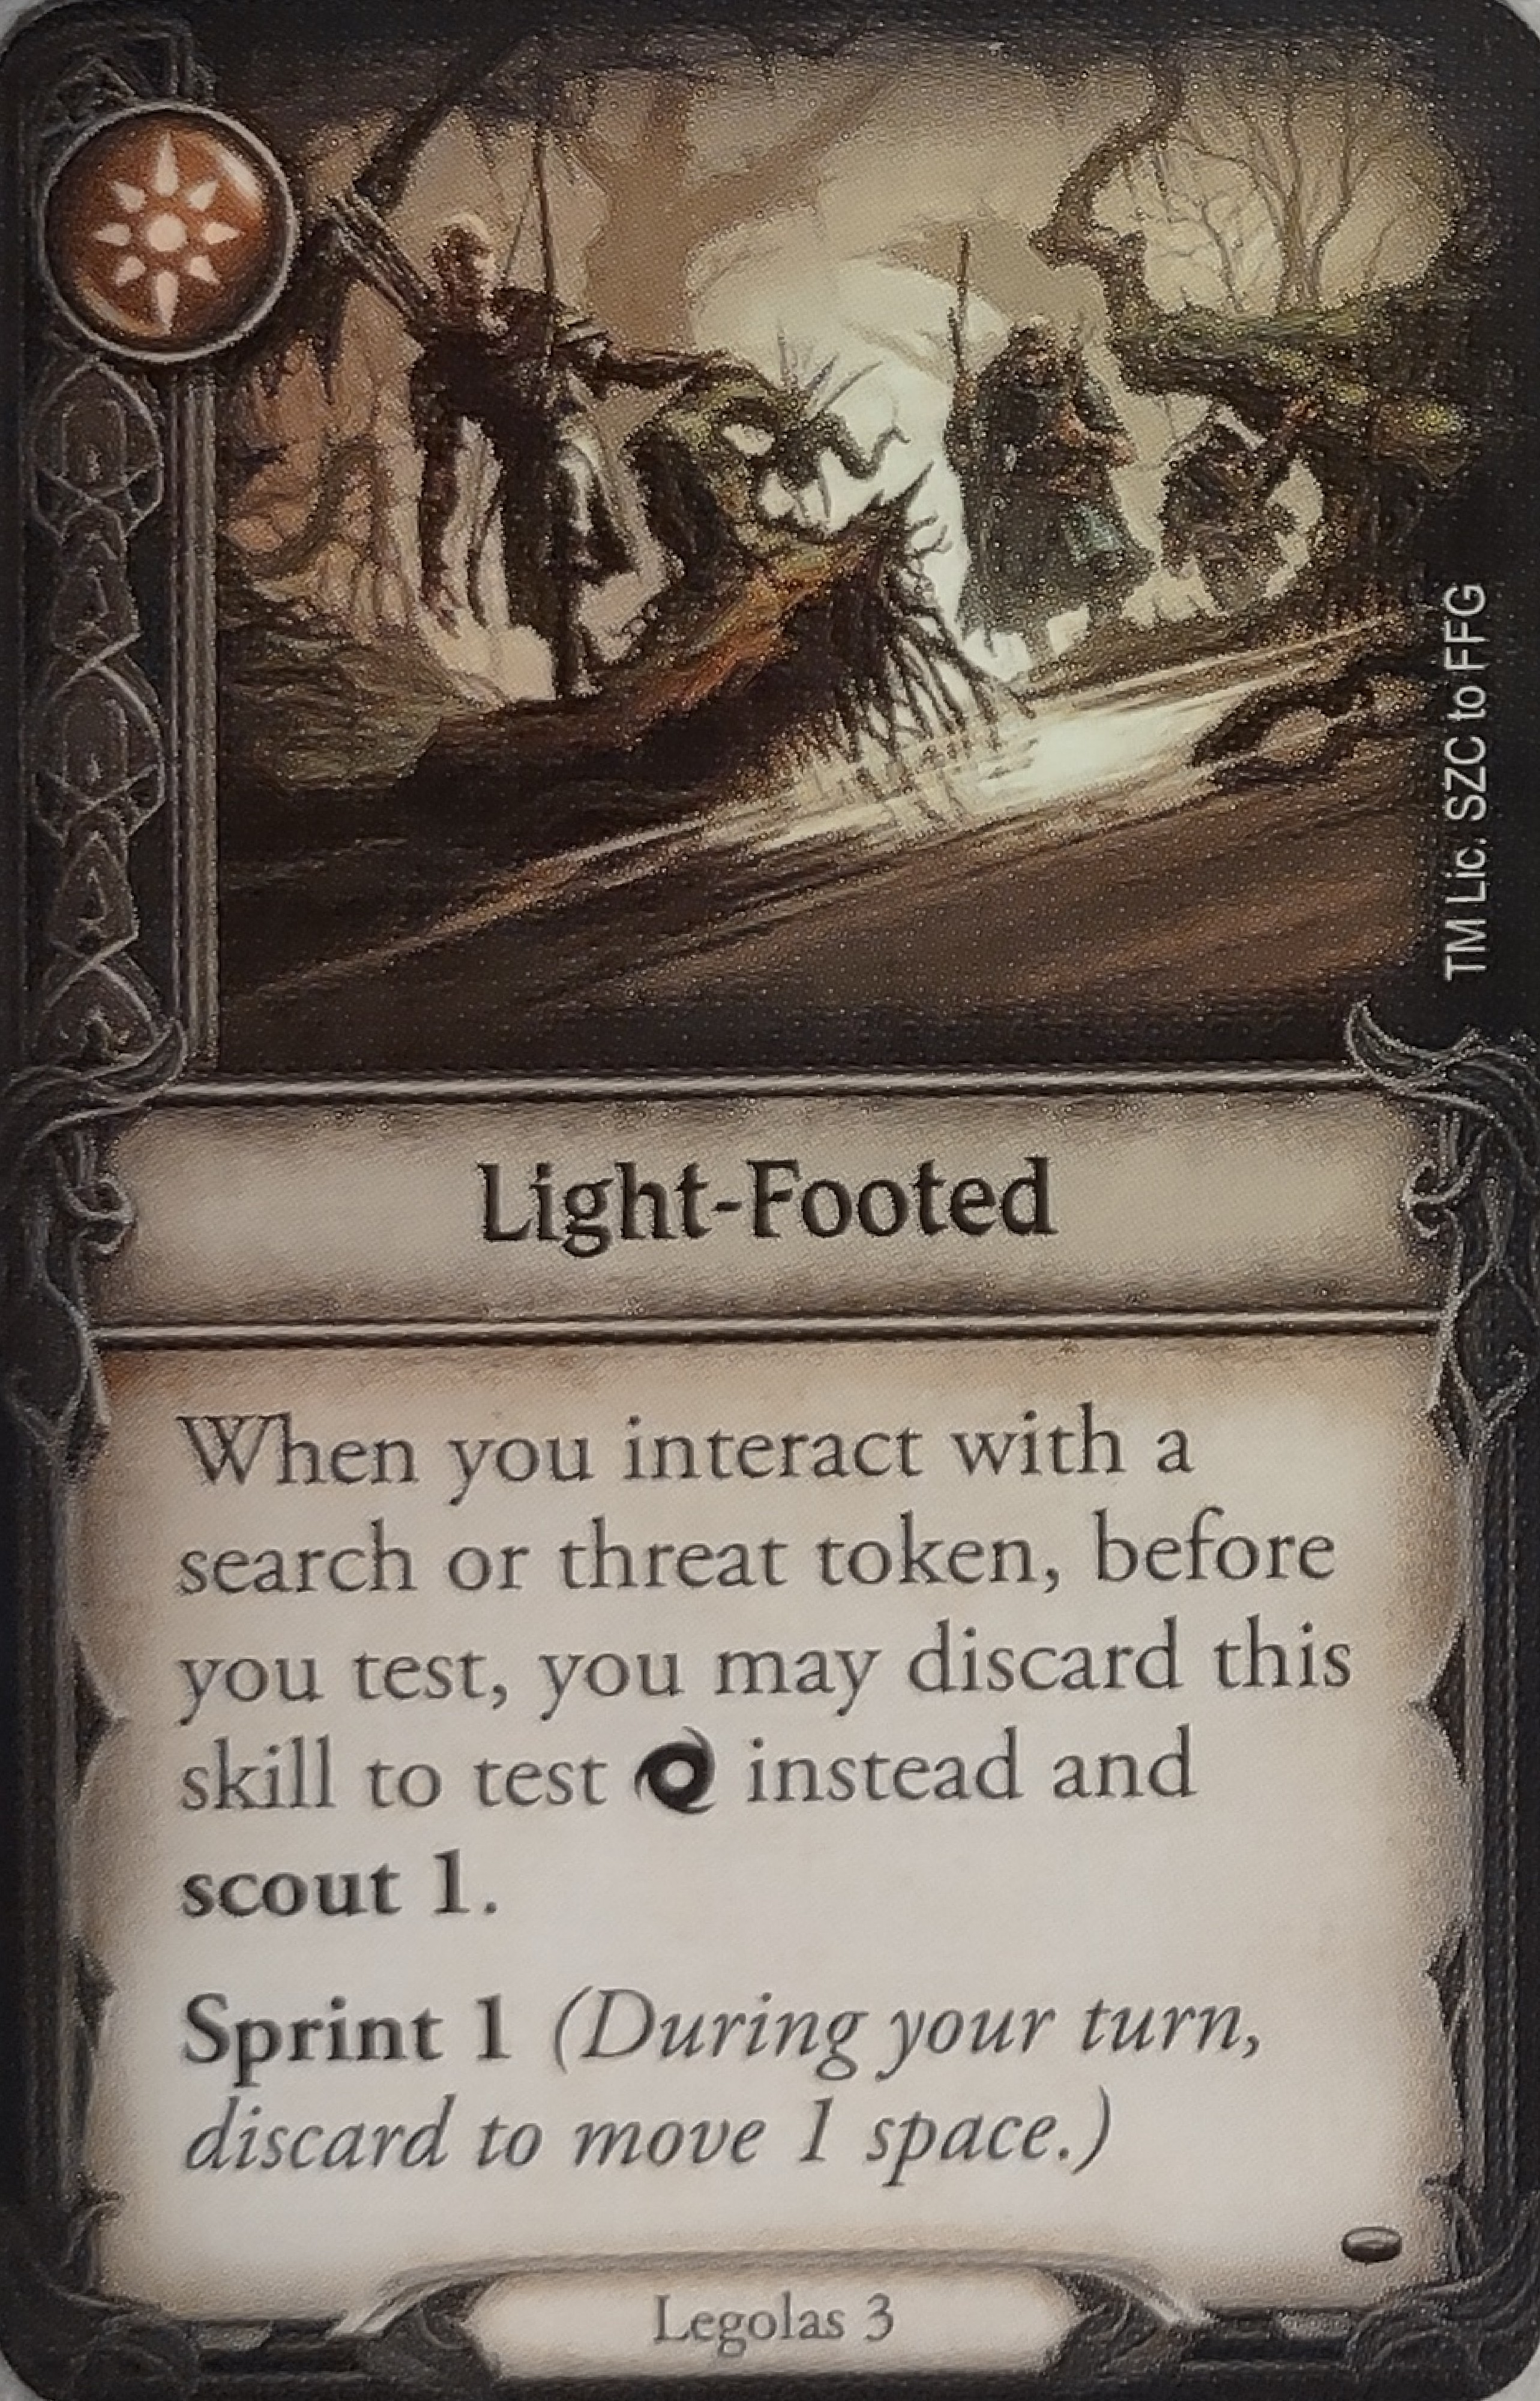 TM Lic. SZC to FFG
Light-Footed
When you interact with a
search or threat token, before
you test, you may discard this
skill to test instead and
scout 1.
Sprint 1 (During your turn,
discard to move 1 space.)
Legolas 3